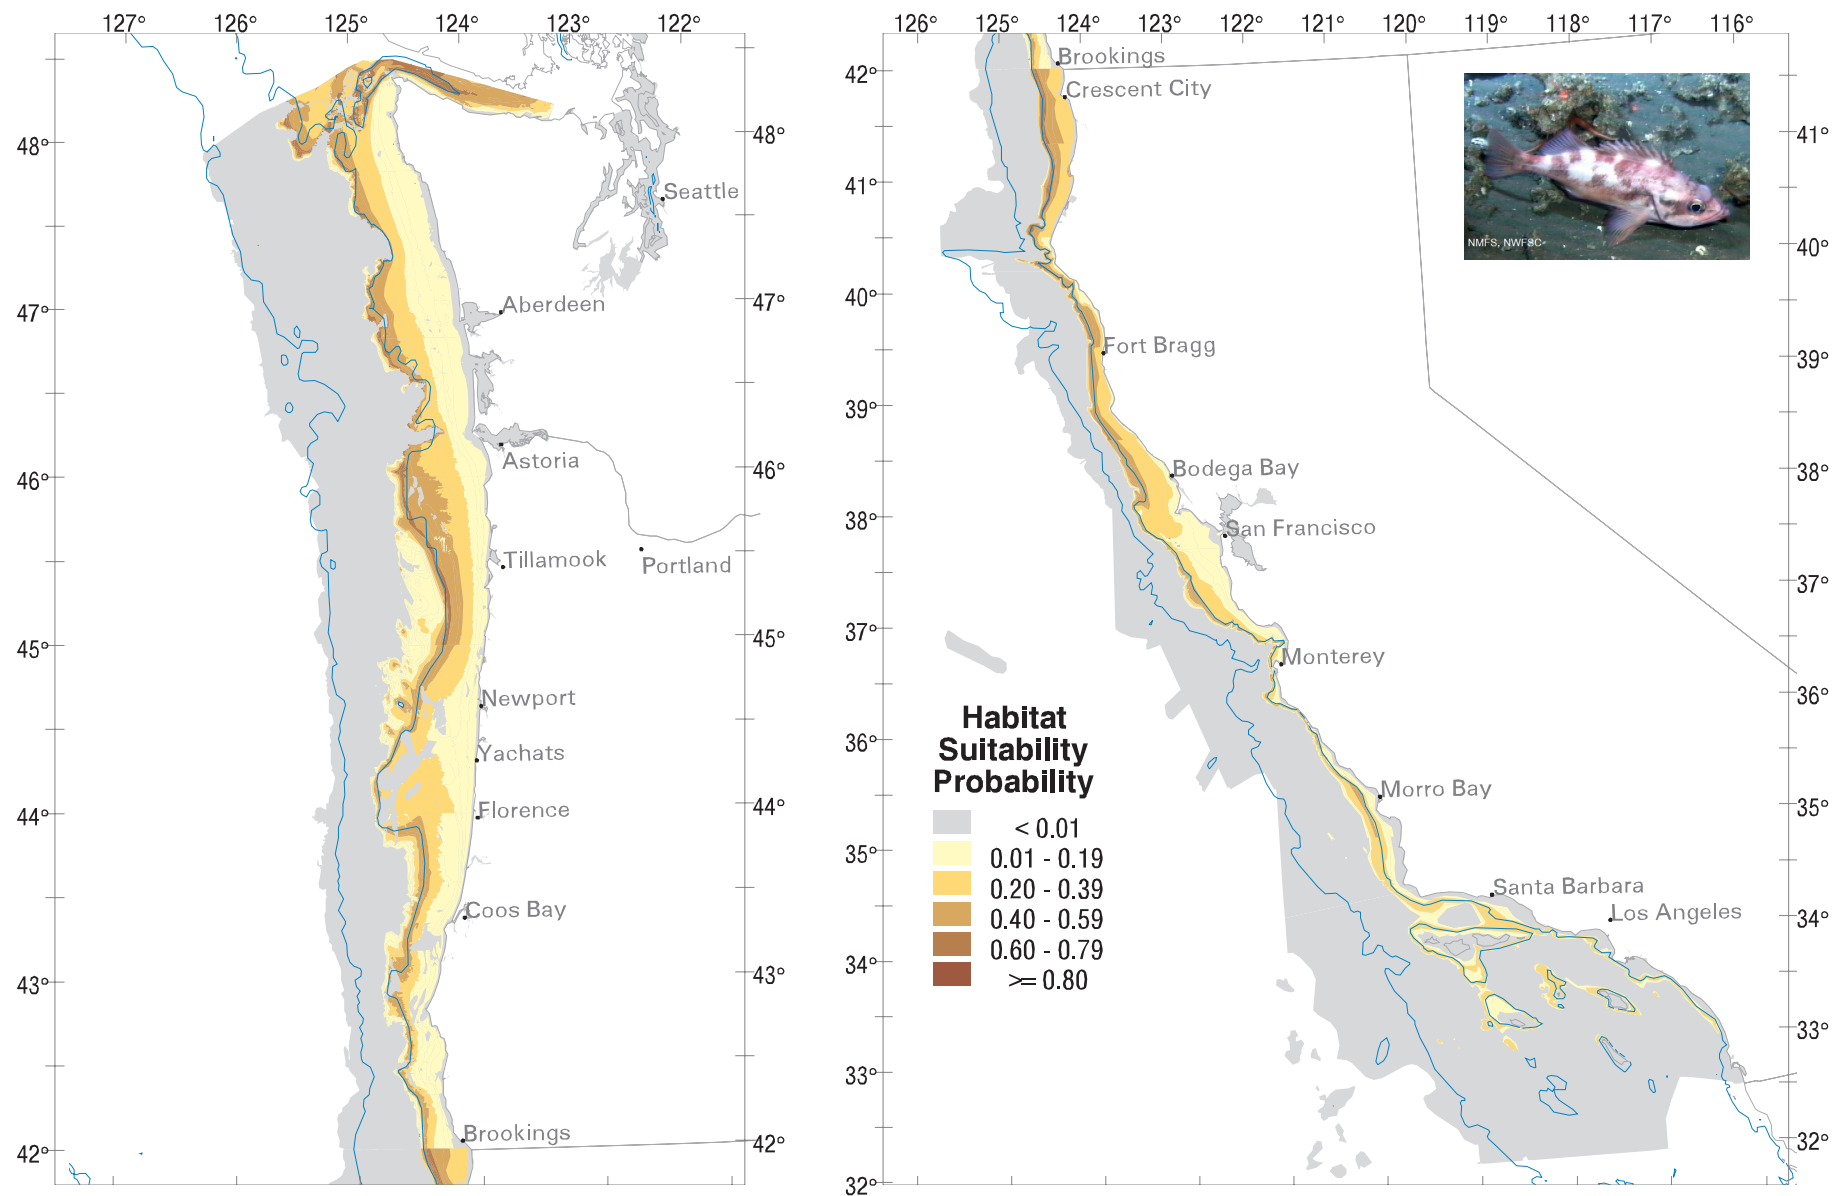 127° 126° 125° 124° 123° 122°
48°
47°
46°
45°
44°
43°
42°
48°
47°
46°
45°
44°
43°
42°
Seattle
Aberdeen
Astoria
Tillamook
Portland
Newport
Yachats
Florence
Coos Bay
Brookings
126° 125° 124° 123° 122° 121° 120° 119° 118° 117° 116°
42°
41°
40°
39°
38°
37°
36°
35°
34°
33°
32°
41°
40°
39°
38°
37°
36°
35°
34°
33°
32°
Brookings
Crescent City
NMFS, NWFSC
Fort Bragg
Bodega Bay
San Francisco
Monterey
Morro Bay
Santa Barbara
Los Angeles
Habitat
Suitability
Probability
< 0.01
0.01 - 0.19
0.20 - 0.39
0.40 - 0.59
0.60 - 0.79
>= 0.80